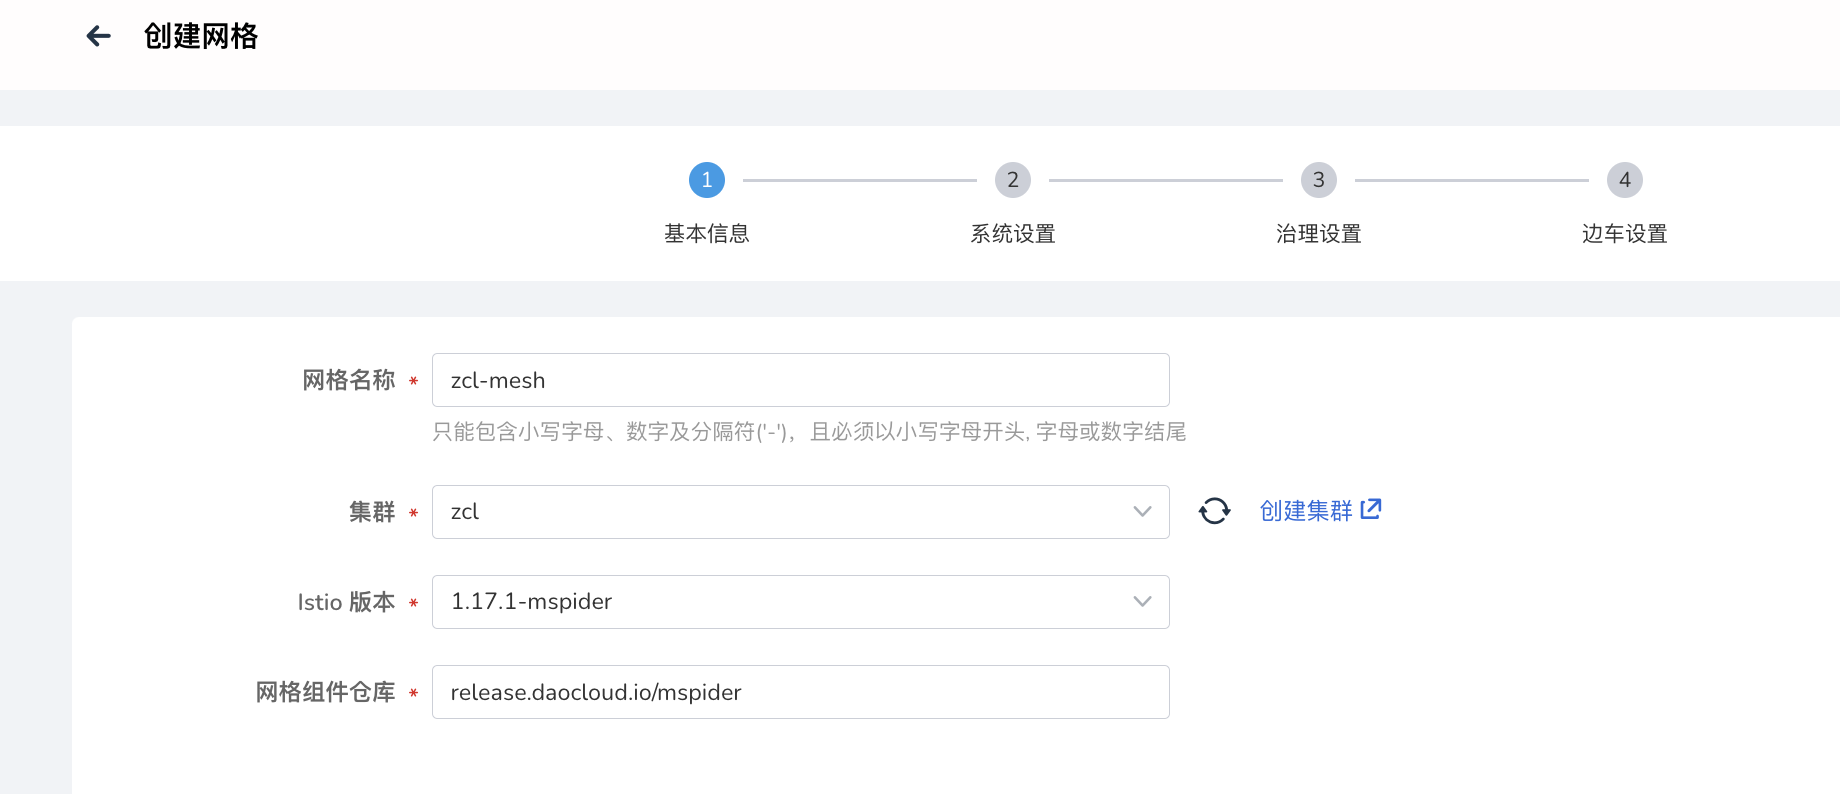 创建网格
1
2
3
4
基本信息
系统设置
治理设置
边车设置
网格名称 *
zcl-mesh
只能包含小写字母、数字及分隔符('-')，且必须以小写字母开头, 字母或数字结尾
集群 *
zcl
创建集群
Istio 版本 *
1.17.1-mspider
网格组件仓库 *
release.daocloud.io/mspider